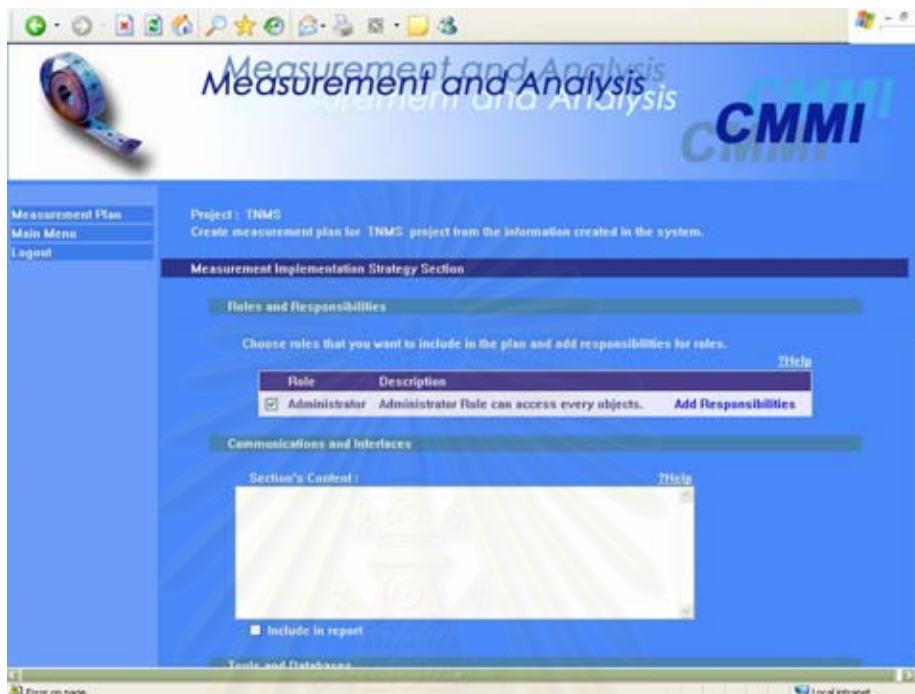 Measurement and Analysis
CMMI
Measurement Plan
Main Menu
Logout
Project : TNMS
Create measurement plan for TNMS project from the information created in the system.
Measurement Implementation Strategy Section
Roles and Responsibilities
Choose roles that you want to include in the plan and add responsibilities for roles.
?Help
Role Description
Administrator Administrator Role can access every objects. Add Responsibilities
Communications and Interfaces
Section's Content : ?Help
Include in report
Tools and Databases
Error on page. Local intranet